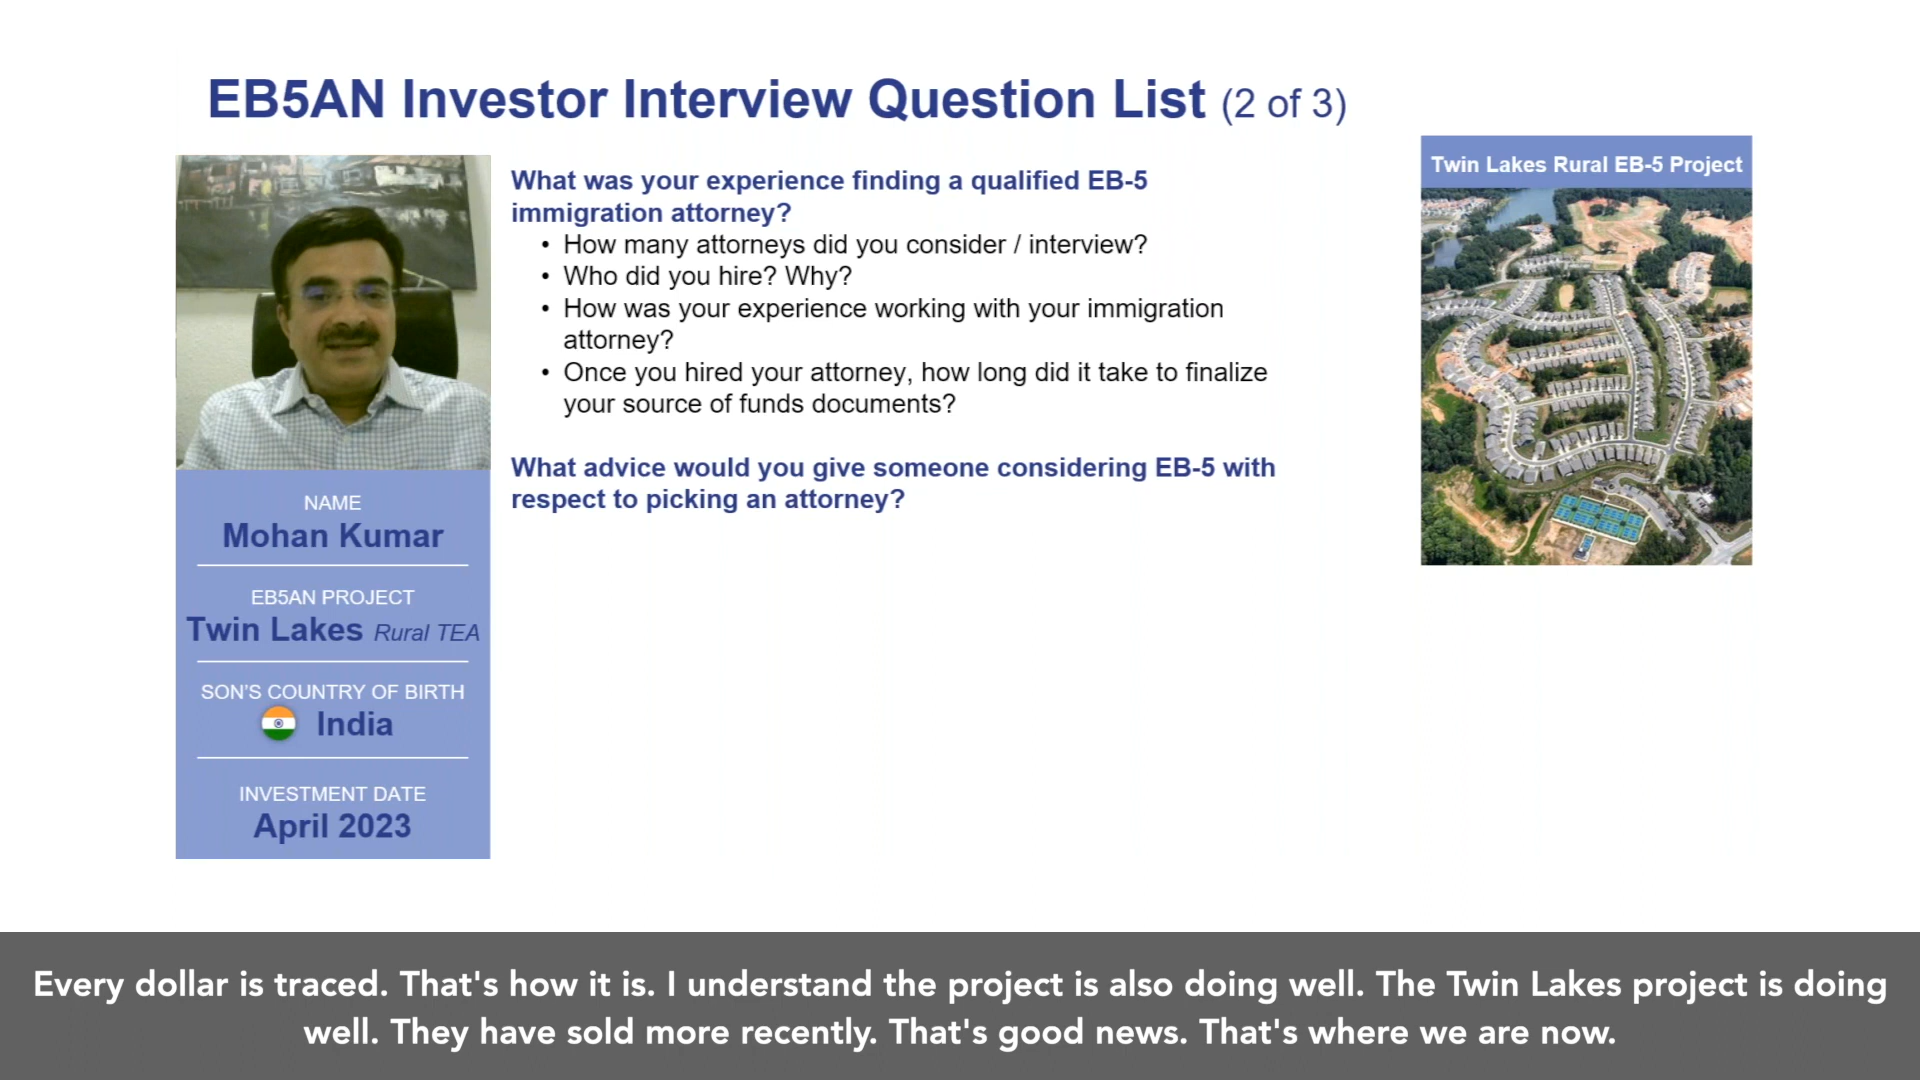 EB5AN Investor Interview Question List (2 of 3)
What was your experience finding a qualified EB-5
immigration attorney?
• How many attorneys did you consider / interview?
• Who did you hire? Why?
• How was your experience working with your immigration
attorney?
• Once you hired your attorney, how long did it take to finalize
your source of funds documents?
What advice would you give someone considering EB-5 with
respect to picking an attorney?
Twin Lakes Rural EB-5 Project
NAME
Mohan Kumar
EB5AN PROJECT
Twin Lakes Rural TEA
SON'S COUNTRY OF BIRTH
India
INVESTMENT DATE
April 2023
Every dollar is traced. That's how it is. I understand the project is also doing well. The Twin Lakes project is doing
well. They have sold more recently. That's good news. That's where we are now.